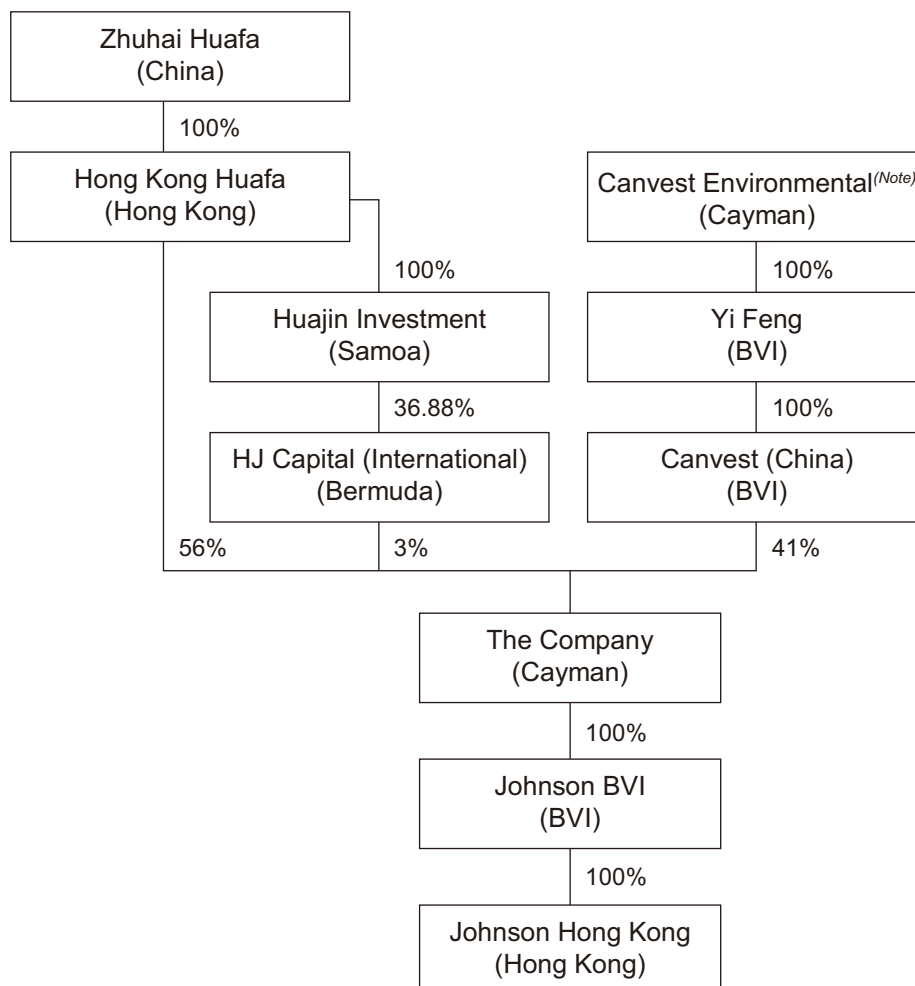 Zhuhai Huafa
(China)
100%
Hong Kong Huafa
(Hong Kong)
Canvest Environmental(Note)
(Cayman)
100%
100%
Huajin Investment
(Samoa)
Yi Feng
(BVI)
36.88%
100%
HJ Capital (International)
(Bermuda)
Canvest (China)
(BVI)
56%
3%
41%
The Company
(Cayman)
100%
Johnson BVI
(BVI)
100%
Johnson Hong Kong
(Hong Kong)